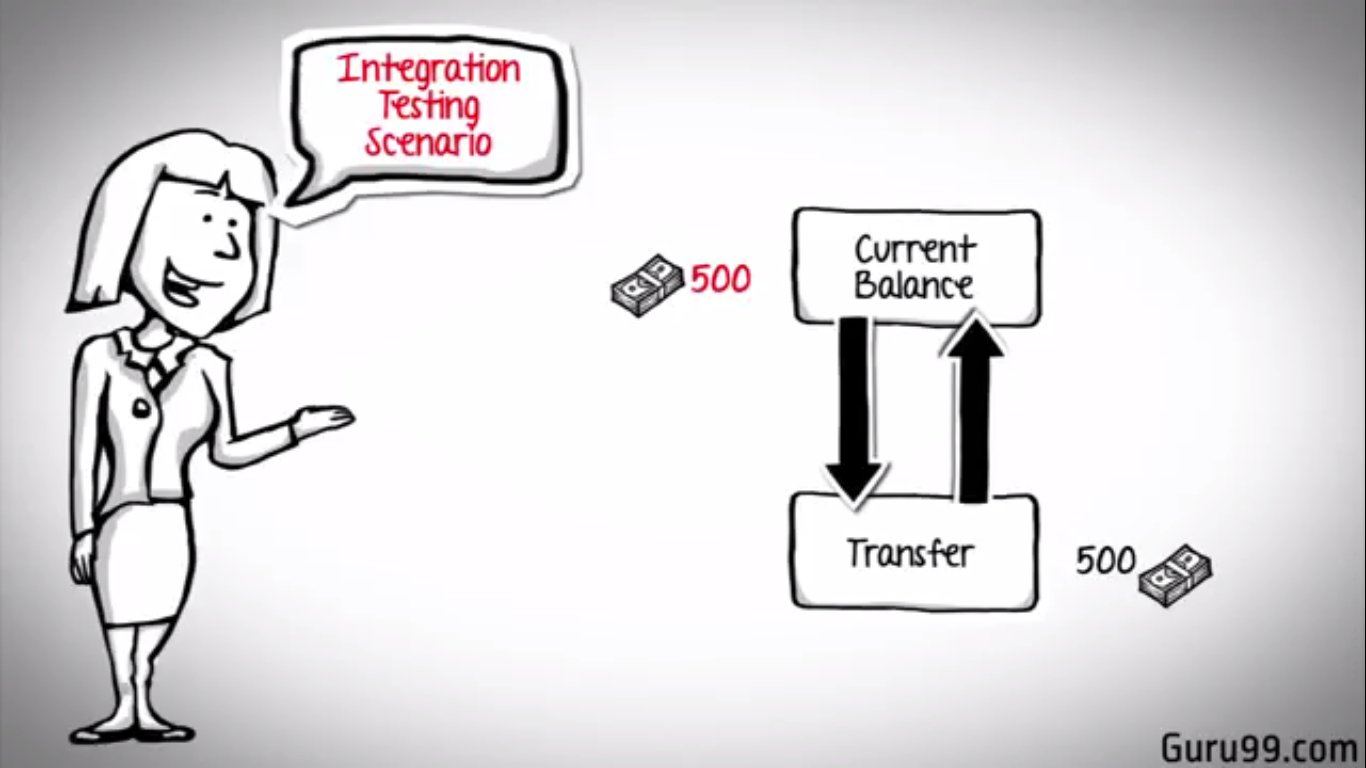 Integration
Testing
Scenario
500
Current
Balance
Transfer
500
Guru99.com